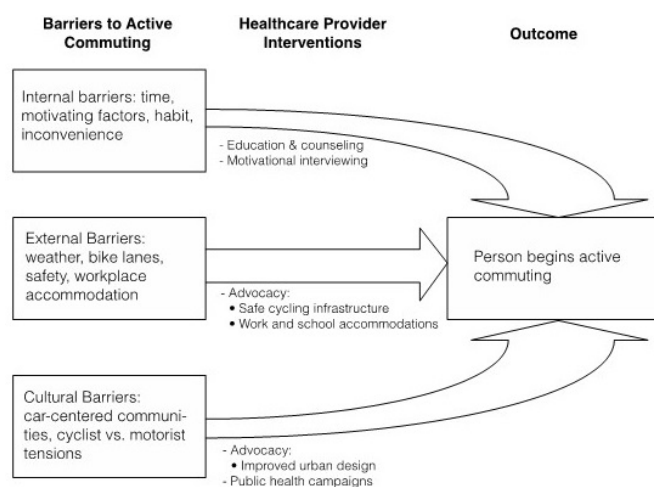 Barriers to Active
Commuting
Healthcare Provider
Interventions
Outcome
Internal barriers: time,
motivating factors, habit,
inconvenience
- Education & counseling
- Motivational interviewing
External Barriers:
weather, bike lanes,
safety, workplace
accommodation
- Advocacy:
• Safe cycling infrastructure
• Work and school accommodations
Person begins active
commuting
Cultural Barriers:
car-centered communi-
ties, cyclist vs. motorist
tensions
- Advocacy:
• Improved urban design
- Public health campaigns